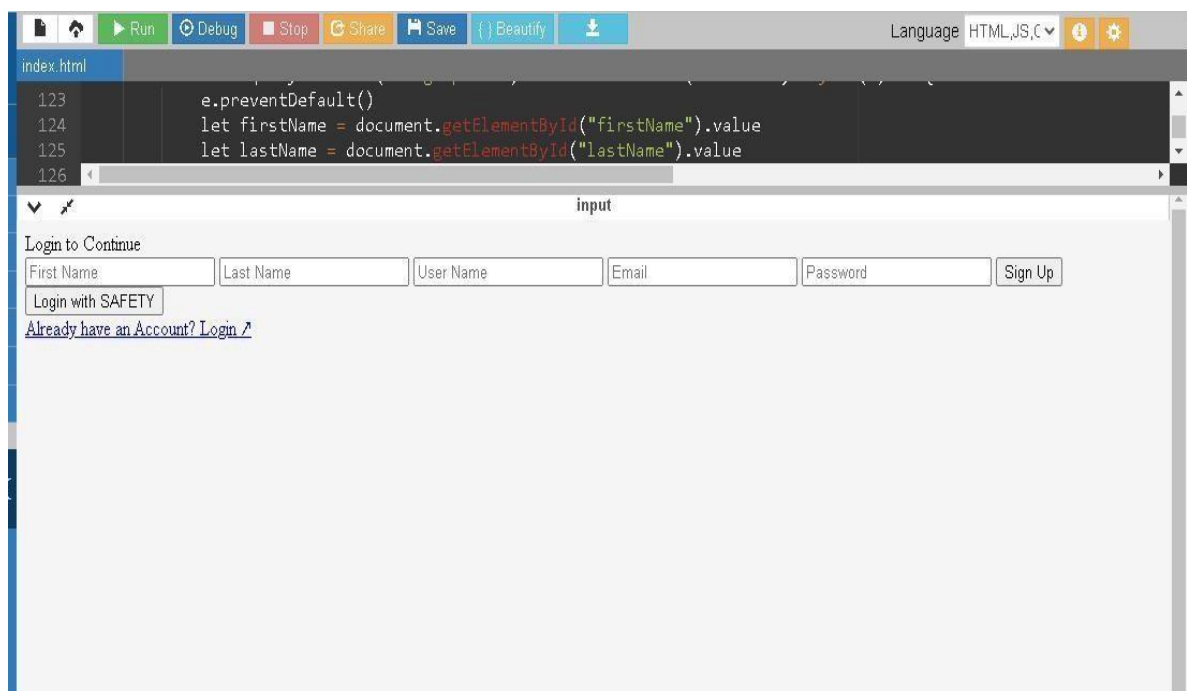 Run Debug Stop Share Save { } Beautify Language HTML,JS,C
index.html
123 e.preventDefault()
124 let firstName = document.getElementById("firstName").value
125 let lastName = document.getElementById("lastName").value
126
input
Login to Continue
First Name Last Name User Name Email Password Sign Up
Login with SAFETY
Already have an Account? Login ↗